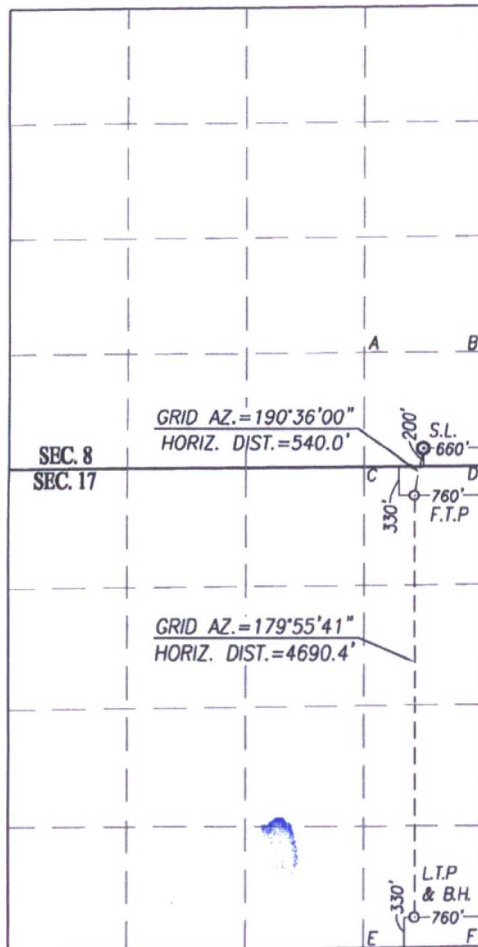 A B
GRID AZ.=190°36'00"
HORIZ. DIST.=540.0'
200'
S.L.
660'
SEC. 8
SEC. 17
C D
330'
760'
F.T.P
GRID AZ.=179°55'41"
HORIZ. DIST.=4690.4'
L.T.P
& B.H.
330'
760'
E F